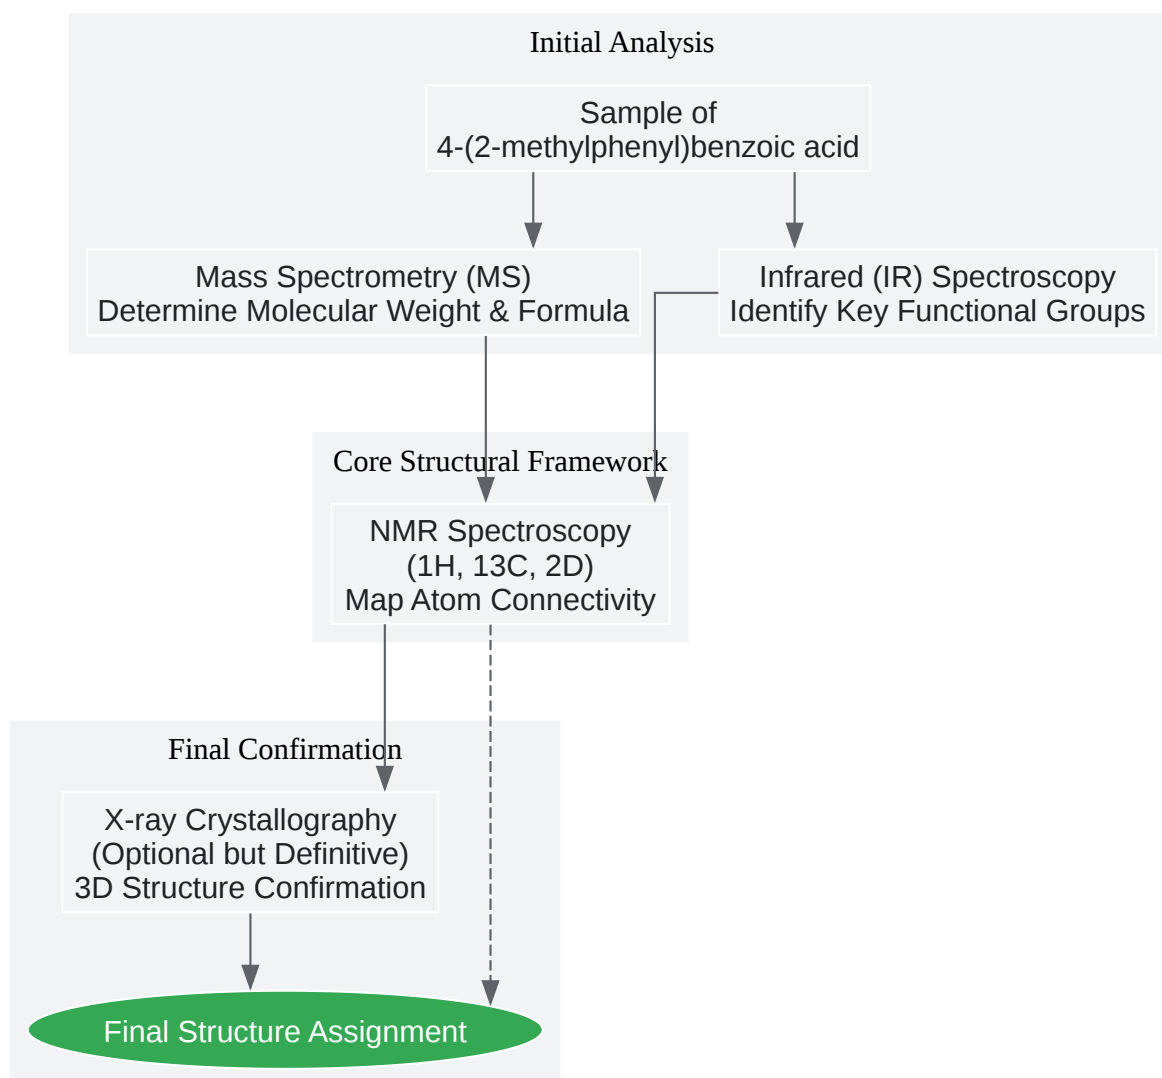 Initial Analysis
Sample of
4-(2-methylphenyl)benzoic acid
Mass Spectrometry (MS)
Determine Molecular Weight & Formula
Infrared (IR) Spectroscopy
Identify Key Functional Groups
Core Structural Framework
NMR Spectroscopy
(1H, 13C, 2D)
Map Atom Connectivity
Final Confirmation
X-ray Crystallography
(Optional but Definitive)
3D Structure Confirmation
Final Structure Assignment